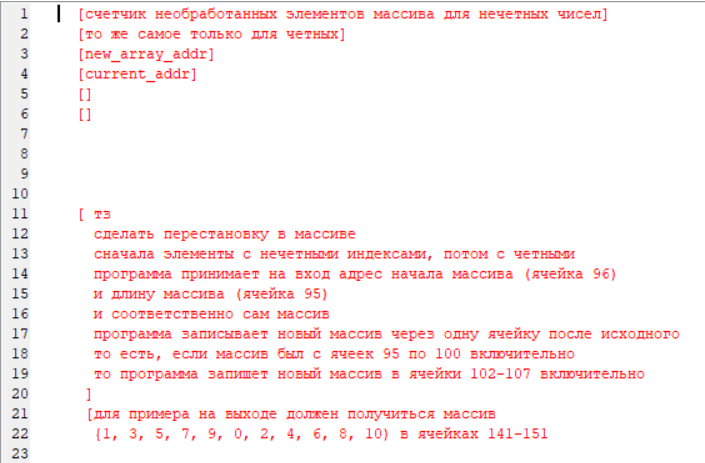 1 [счетчик необработанных элементов массива для нечетных чисел]
2 [то же самое только для четных]
3 [new_array_addr]
4 [current_addr]
5 []
6 []
7
8
9
10
11 [ тз
12 сделать перестановку в массиве
13 сначала элементы с нечетными индексами, потом с четными
14 программа принимает на вход адрес начала массива (ячейка 96)
15 и длину массива (ячейка 95)
16 и соответственно сам массив
17 программа записывает новый массив через одну ячейку после исходного
18 то есть, если массив был с ячеек 95 по 100 включительно
19 то программа запишет новый массив в ячейки 102-107 включительно
20 ]
21 [для примера на выходе должен получиться массив
22 {1, 3, 5, 7, 9, 0, 2, 4, 6, 8, 10) в ячейках 141-151
23